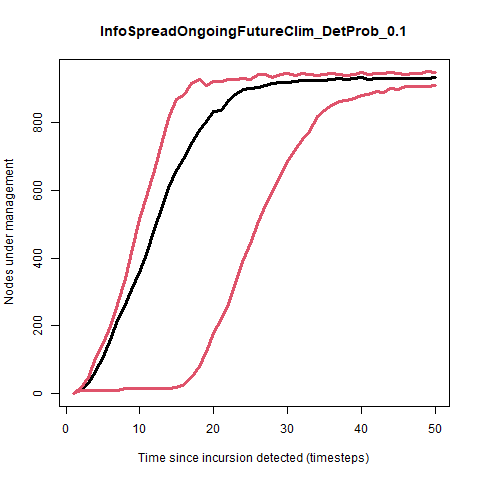 InfoSpreadOngoingFutureClim_DetProb_0.1
Nodes under management
800
600
400
200
0
0 10 20 30 40 50
Time since incursion detected (timesteps)